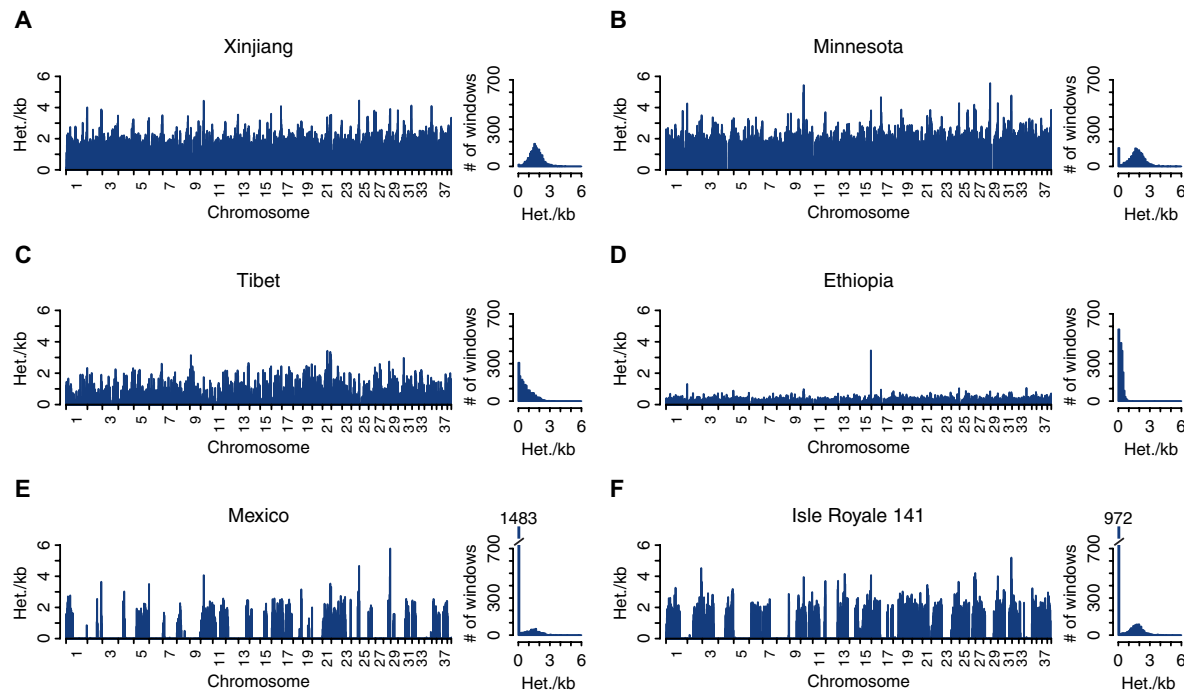 A
Xinjiang
Het./kb
0 2 4 6
1 3 5 7 9 11 13 15 17 19 21 23 25 27 29 31 33 37
Chromosome
# of windows
0 300 700
0 3 6
Het./kb
B
Minnesota
Het./kb
0 2 4 6
1 3 5 7 9 11 13 15 17 19 21 23 25 27 29 31 33 37
Chromosome
# of windows
0 300 700
0 3 6
Het./kb
C
Tibet
Het./kb
0 2 4 6
1 3 5 7 9 11 13 15 17 19 21 23 25 27 29 31 33 37
Chromosome
# of windows
0 300 700
0 3 6
Het./kb
D
Ethiopia
Het./kb
0 2 4 6
1 3 5 7 9 11 13 15 17 19 21 23 25 27 29 31 33 37
Chromosome
# of windows
0 300 700
0 3 6
Het./kb
E
Mexico
Het./kb
0 2 4 6
1 3 5 7 9 11 13 15 17 19 21 23 25 27 29 31 33 37
Chromosome
1483
# of windows
0 300 700
0 3 6
Het./kb
F
Isle Royale 141
Het./kb
0 2 4 6
1 3 5 7 9 11 13 15 17 19 21 23 25 27 29 31 33 37
Chromosome
972
# of windows
0 300 700
0 3 6
Het./kb